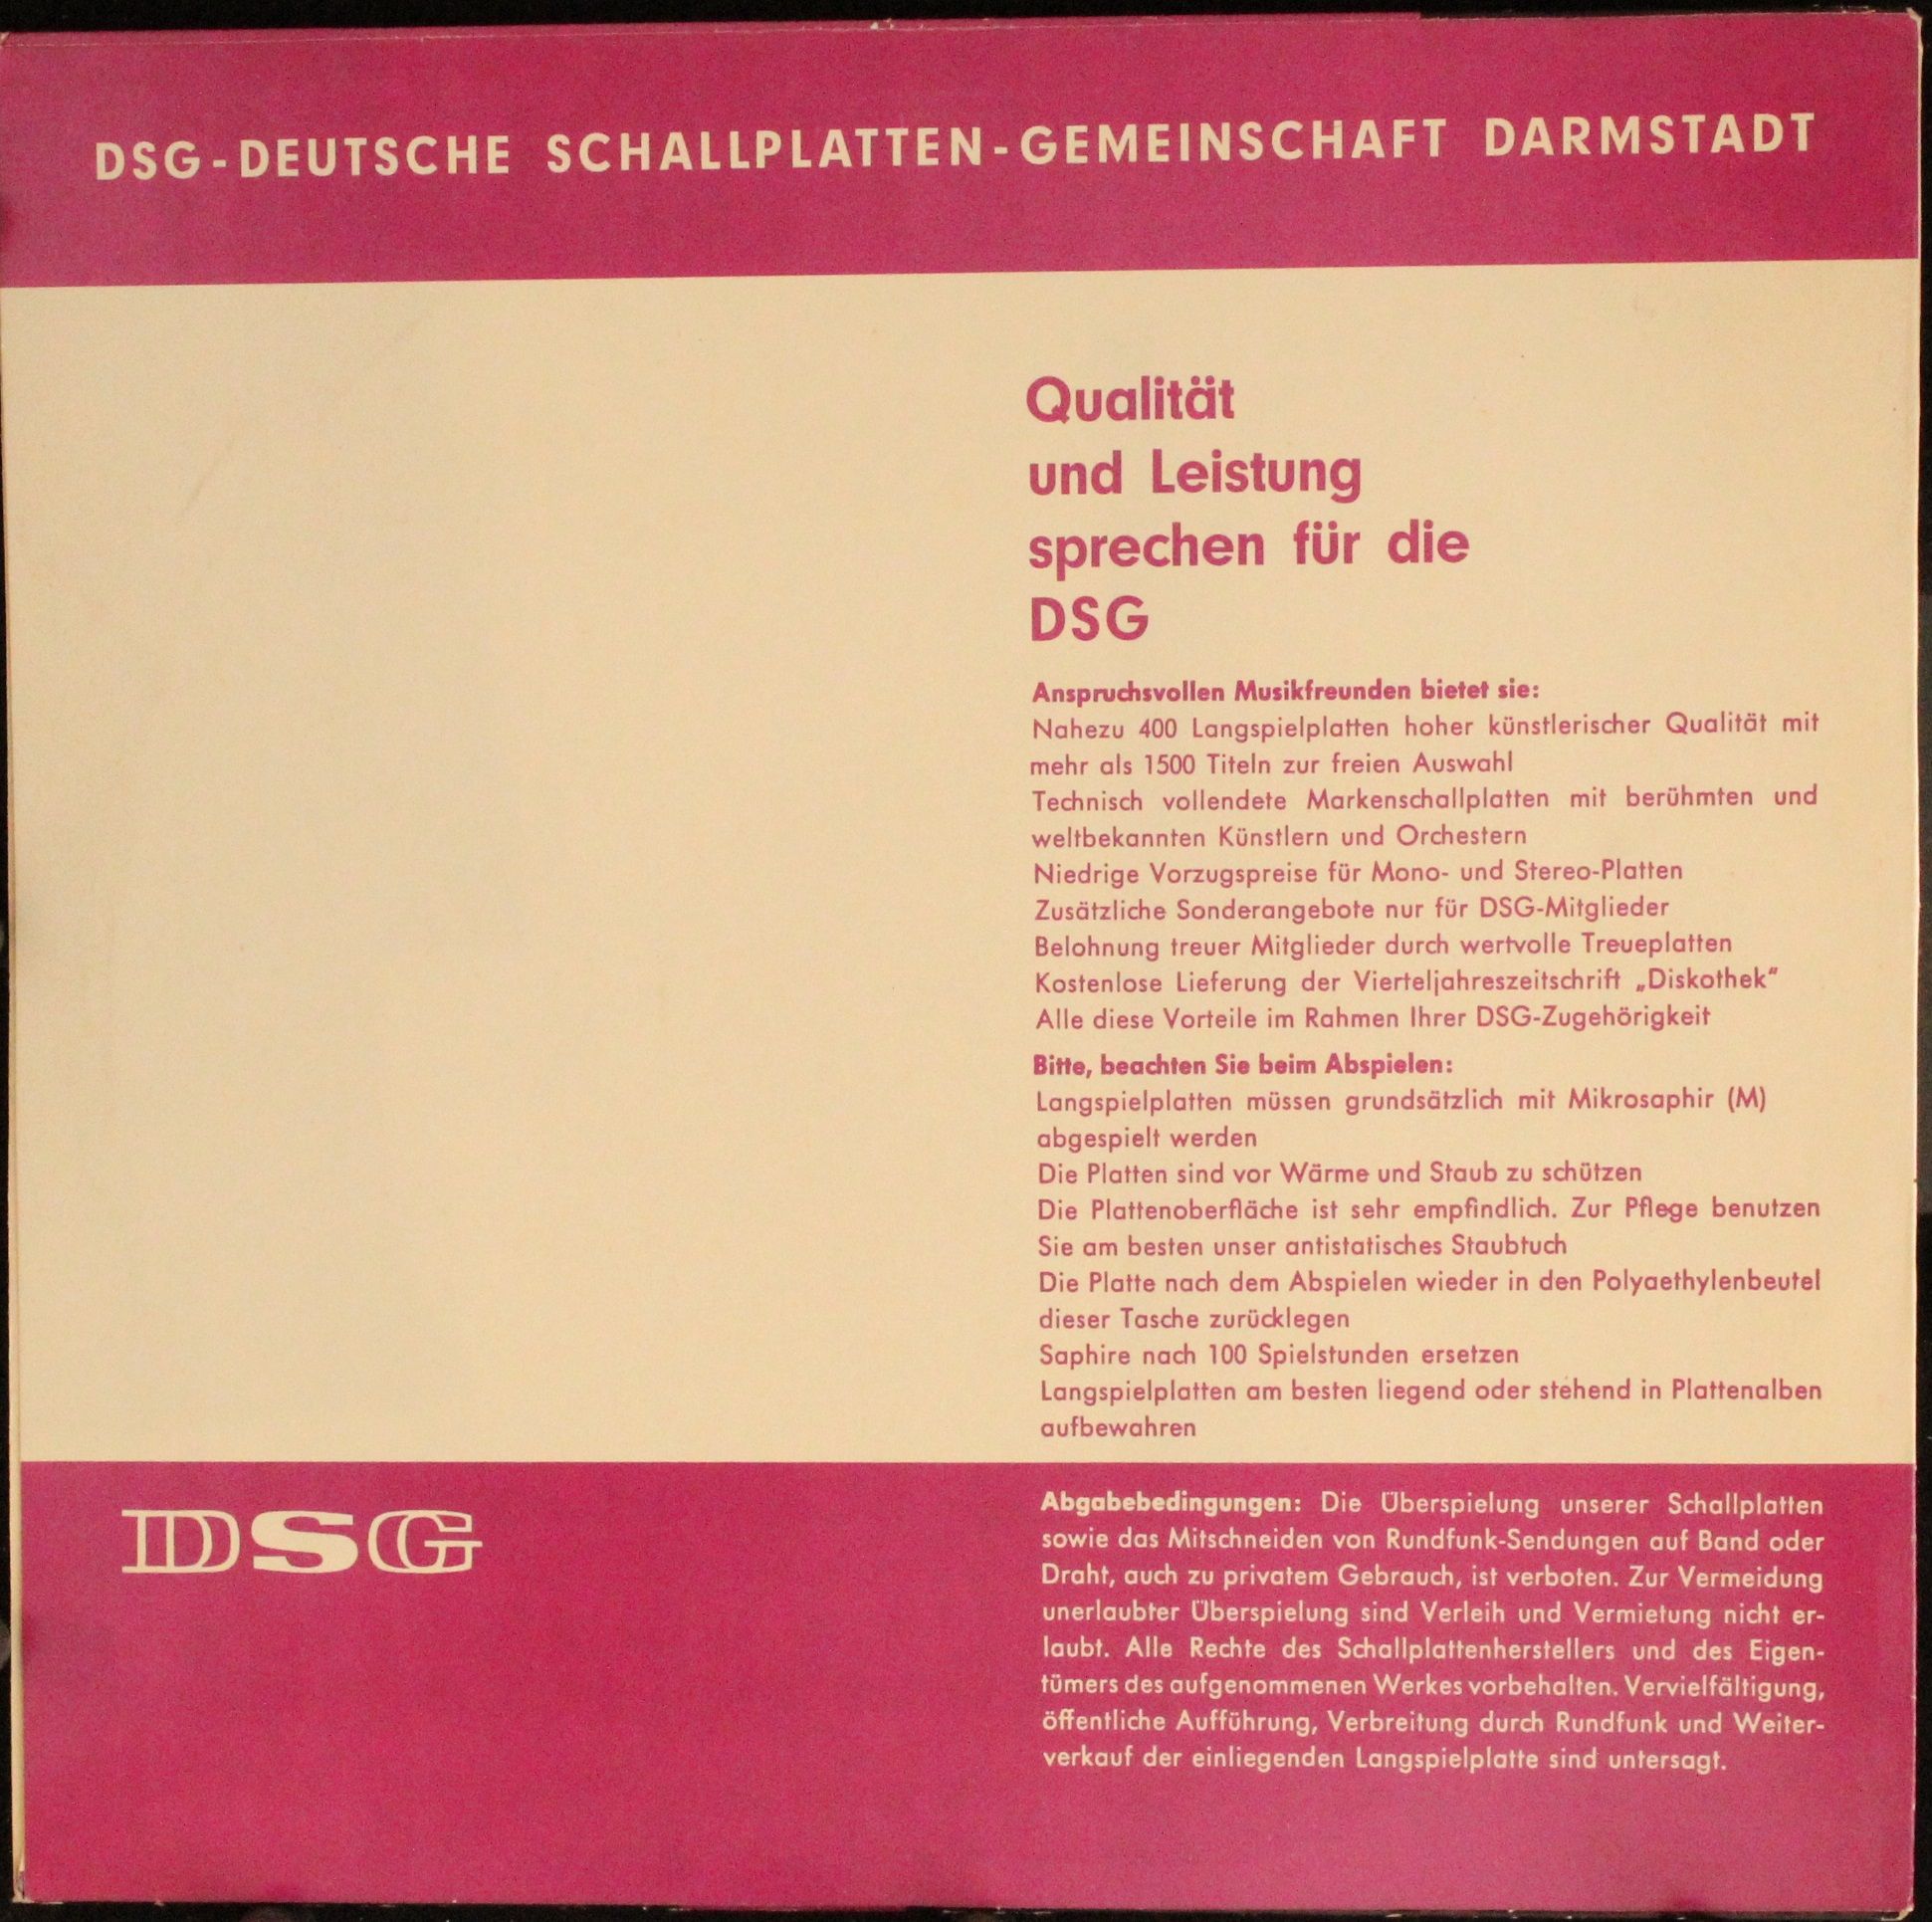 DSG-DEUTSCHE SCHALLPLATTEN-GEMEINSCHAFT DARMSTADT
Qualität
und Leistung
sprechen für die
DSG
Anspruchsvollen Musikfreunden bietet sie:
Nahezu 400 Langspielplatten hoher künstlerischer Qualität mit
mehr als 1500 Titeln zur freien Auswahl
Technisch vollendete Markenschallplatten mit berühmten und
weltbekannten Künstlern und Orchestern
Niedrige Vorzugspreise für Mono- und Stereo-Platten
Zusätzliche Sonderangebote nur für DSG-Mitglieder
Belohnung treuer Mitglieder durch wertvolle Treueplatten
Kostenlose Lieferung der Vierteljahreszeitschrift „Diskothek“
Alle diese Vorteile im Rahmen Ihrer DSG-Zugehörigkeit
Bitte, beachten Sie beim Abspielen:
Langspielplatten müssen grundsätzlich mit Mikrosaphir (M)
abgespielt werden
Die Platten sind vor Wärme und Staub zu schützen
Die Plattenoberfläche ist sehr empfindlich. Zur Pflege benutzen
Sie am besten unser antistatisches Staubtuch
Die Platte nach dem Abspielen wieder in den Polyaethylenbeutel
dieser Tasche zurücklegen
Saphire nach 100 Spielstunden ersetzen
Langspielplatten am besten liegend oder stehend in Plattenalben
aufbewahren
DSG
Abgabebedingungen: Die Überspielung unserer Schallplatten
sowie das Mitschneiden von Rundfunk-Sendungen auf Band oder
Draht, auch zu privatem Gebrauch, ist verboten. Zur Vermeidung
unerlaubter Überspielung sind Verleih und Vermietung nicht er-
laubt. Alle Rechte des Schallplattenherstellers und des Eigen-
tümers des aufgenommenen Werkes vorbehalten. Vervielfältigung,
öffentliche Aufführung, Verbreitung durch Rundfunk und Weiter-
verkauf der einliegenden Langspielplatte sind untersagt.